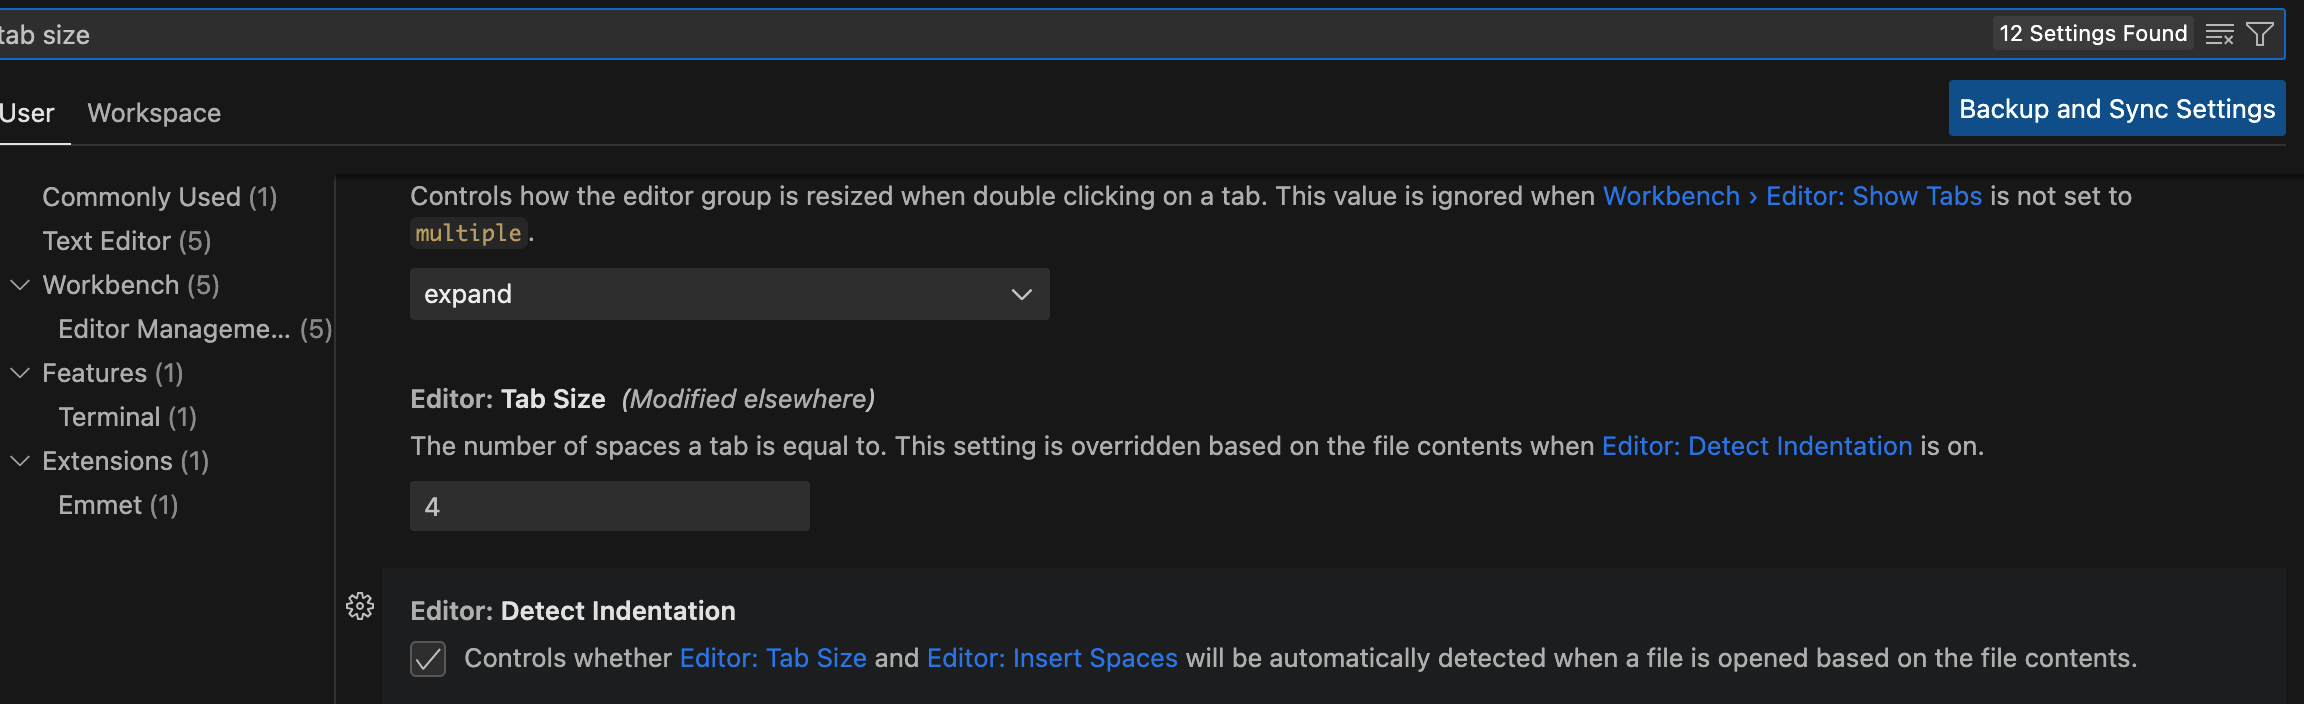 tab size
12 Settings Found
User
Workspace
Backup and Sync Settings
Commonly Used (1)
Text Editor (5)
Workbench (5)
Editor Manageme... (5)
Features (1)
Terminal (1)
Extensions (1)
Emmet (1)
Controls how the editor group is resized when double clicking on a tab. This value is ignored when Workbench › Editor: Show Tabs is not set to
multiple.
expand
Editor: Tab Size (Modified elsewhere)
The number of spaces a tab is equal to. This setting is overridden based on the file contents when Editor: Detect Indentation is on.
4
Editor: Detect Indentation
Controls whether Editor: Tab Size and Editor: Insert Spaces will be automatically detected when a file is opened based on the file contents.